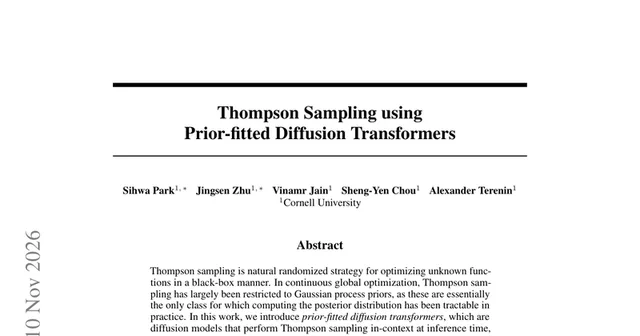 Thompson Sampling using
Prior-fitted Diffusion Transformers
Sihwa Park1,* Jingsen Zhu1,* Vinamr Jain1 Sheng-Yen Chou1 Alexander Terenin1
1Cornell University
Abstract
Thompson sampling is natural randomized strategy for optimizing unknown func-
tions in a black-box manner. In continuous global optimization, Thompson sam-
pling has largely been restricted to Gaussian process priors, as these are essentially
the only class for which computing the posterior distribution has been tractable in
practice. In this work, we introduce prior-fitted diffusion transformers, which are
diffusion models that perform Thompson sampling in-context at inference time,
10 Nov 2026